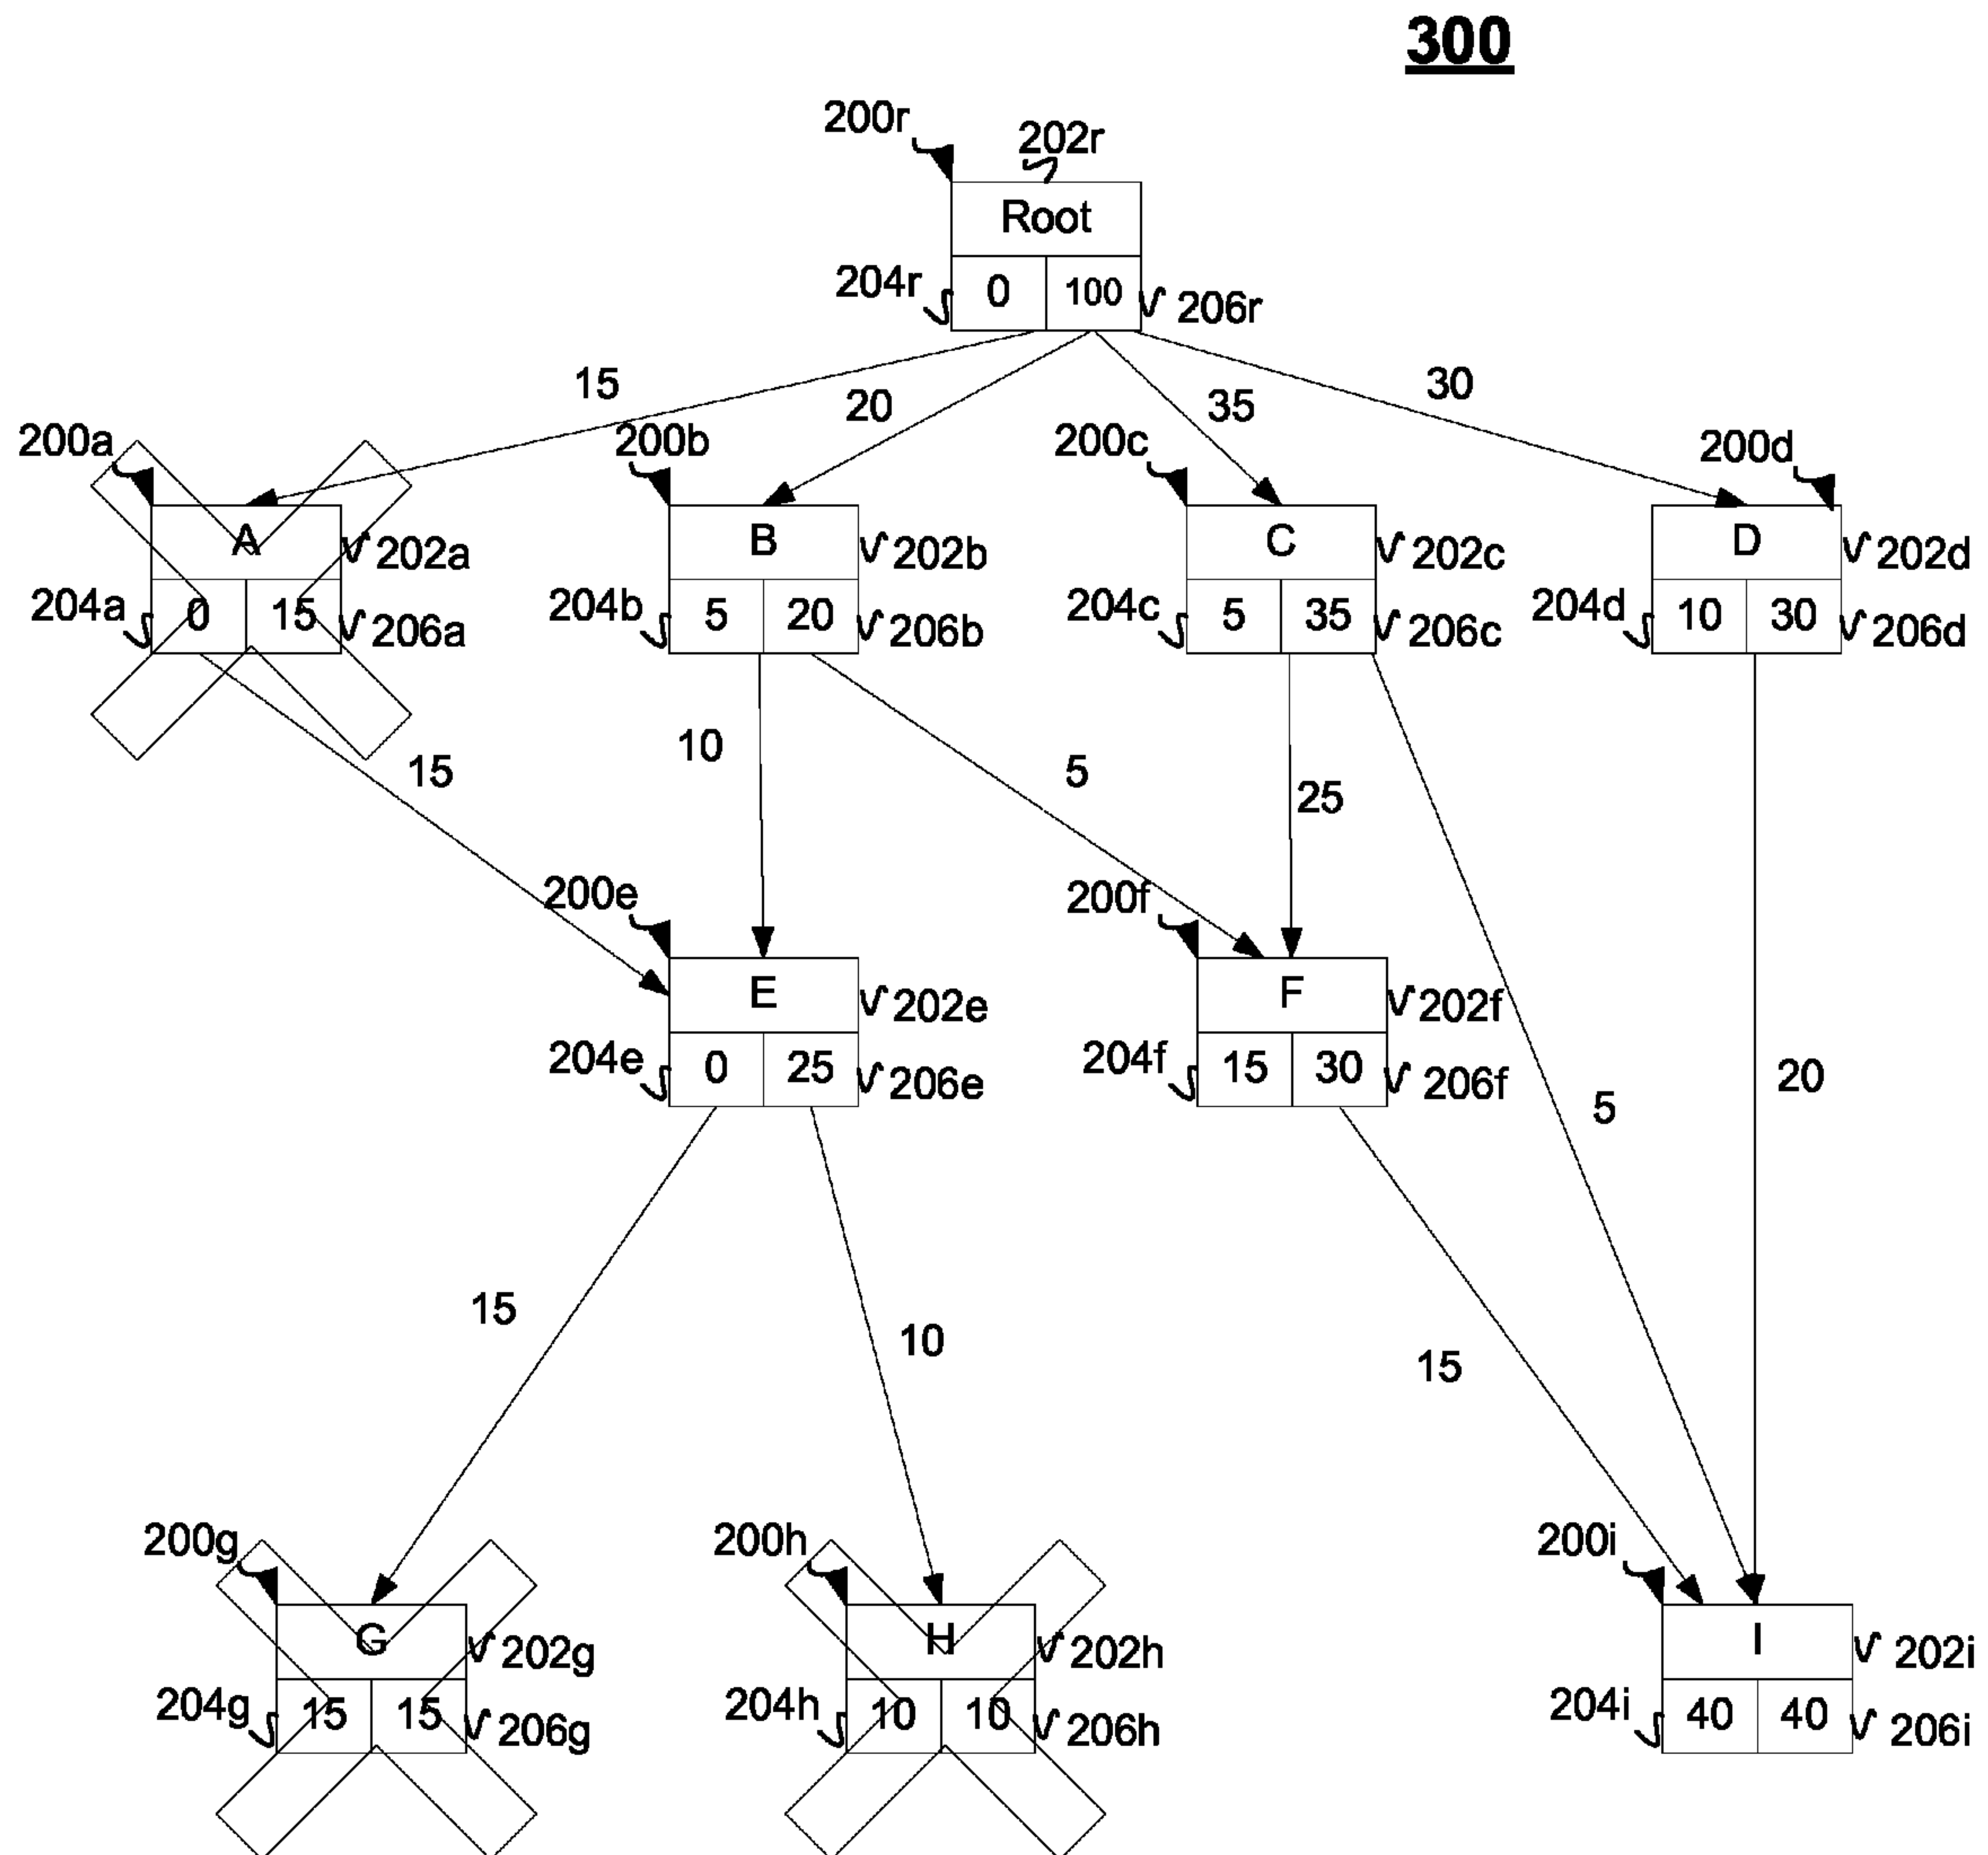 300
200r
202r
Root
204r
0
100
206r
15
20
35
30
200a
200b
200c
200d
A
202a
B
202b
C
202c
D
202d
204a
0
15
206a
204b
5
20
206b
204c
5
35
206c
204d
10
30
206d
15
10
5
25
200e
200f
E
202e
F
202f
204e
0
25
206e
204f
15
30
206f
20
5
15
10
15
200g
200h
200i
G
202g
H
202h
I
202i
204g
15
15
206g
204h
10
10
206h
204i
40
40
206i